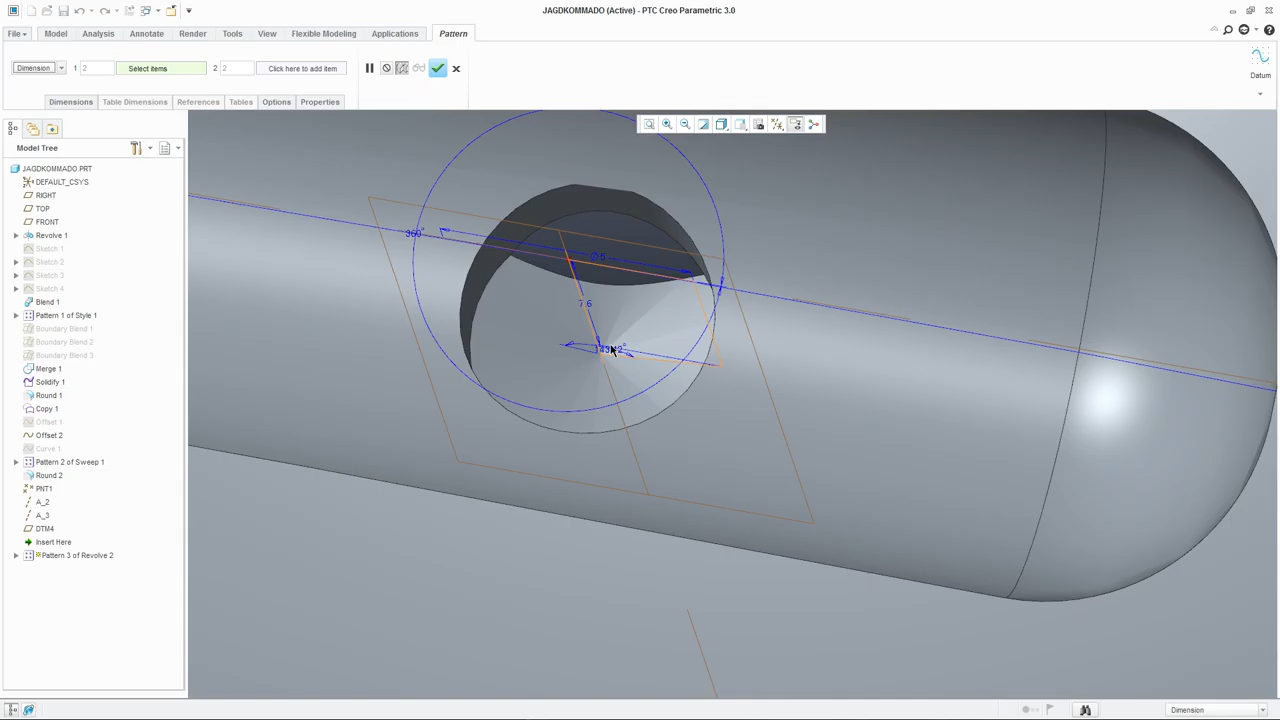 JAGDKOMMADO (Active) - PTC Creo Parametric 3.0
File Model Analysis Annotate Render Tools View Flexible Modeling Applications Pattern
Dimension 1 2 Select items 2 2 Click here to add item
Datum
Dimensions Table Dimensions References Tables Options Properties
Model Tree
JAGDKOMMADO.PRT
DEFAULT_CSYS
RIGHT
TOP
FRONT
Revolve 1
Sketch 1
Sketch 2
Sketch 3
Sketch 4
Blend 1
Pattern 1 of Style 1
Boundary Blend 1
Boundary Blend 2
Boundary Blend 3
Merge 1
Solidify 1
Round 1
Copy 1
Offset 1
Offset 2
Curve 1
Pattern 2 of Sweep 1
Round 2
PNT1
A_2
A_3
DTM4
Insert Here
Pattern 3 of Revolve 2
360°
Ø.5
7.6
Dimension